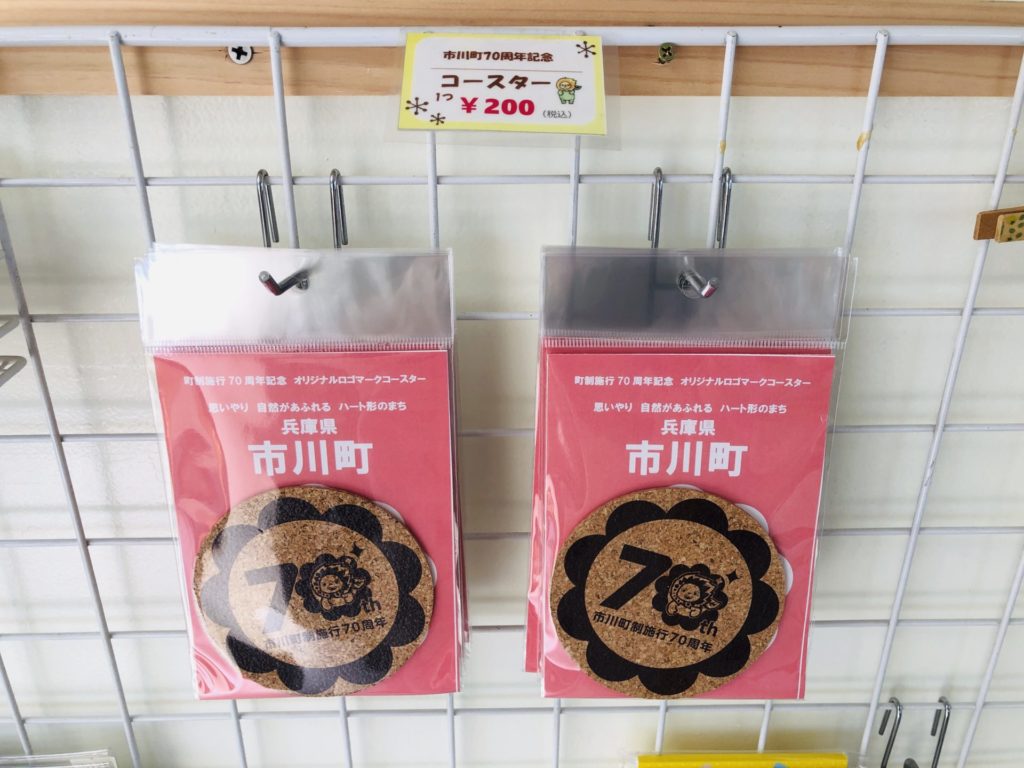 市川町70周年記念
コースター
1つ ¥200 (税込)
町制施行70周年記念 オリジナルロゴマークコースター
思いやり 自然があふれる ハート形のまち
兵庫県
市川町
70th
市川町制施行70周年
町制施行70周年記念 オリジナルロゴマークコースター
思いやり 自然があふれる ハート形のまち
兵庫県
市川町
70th
市川町制施行70周年